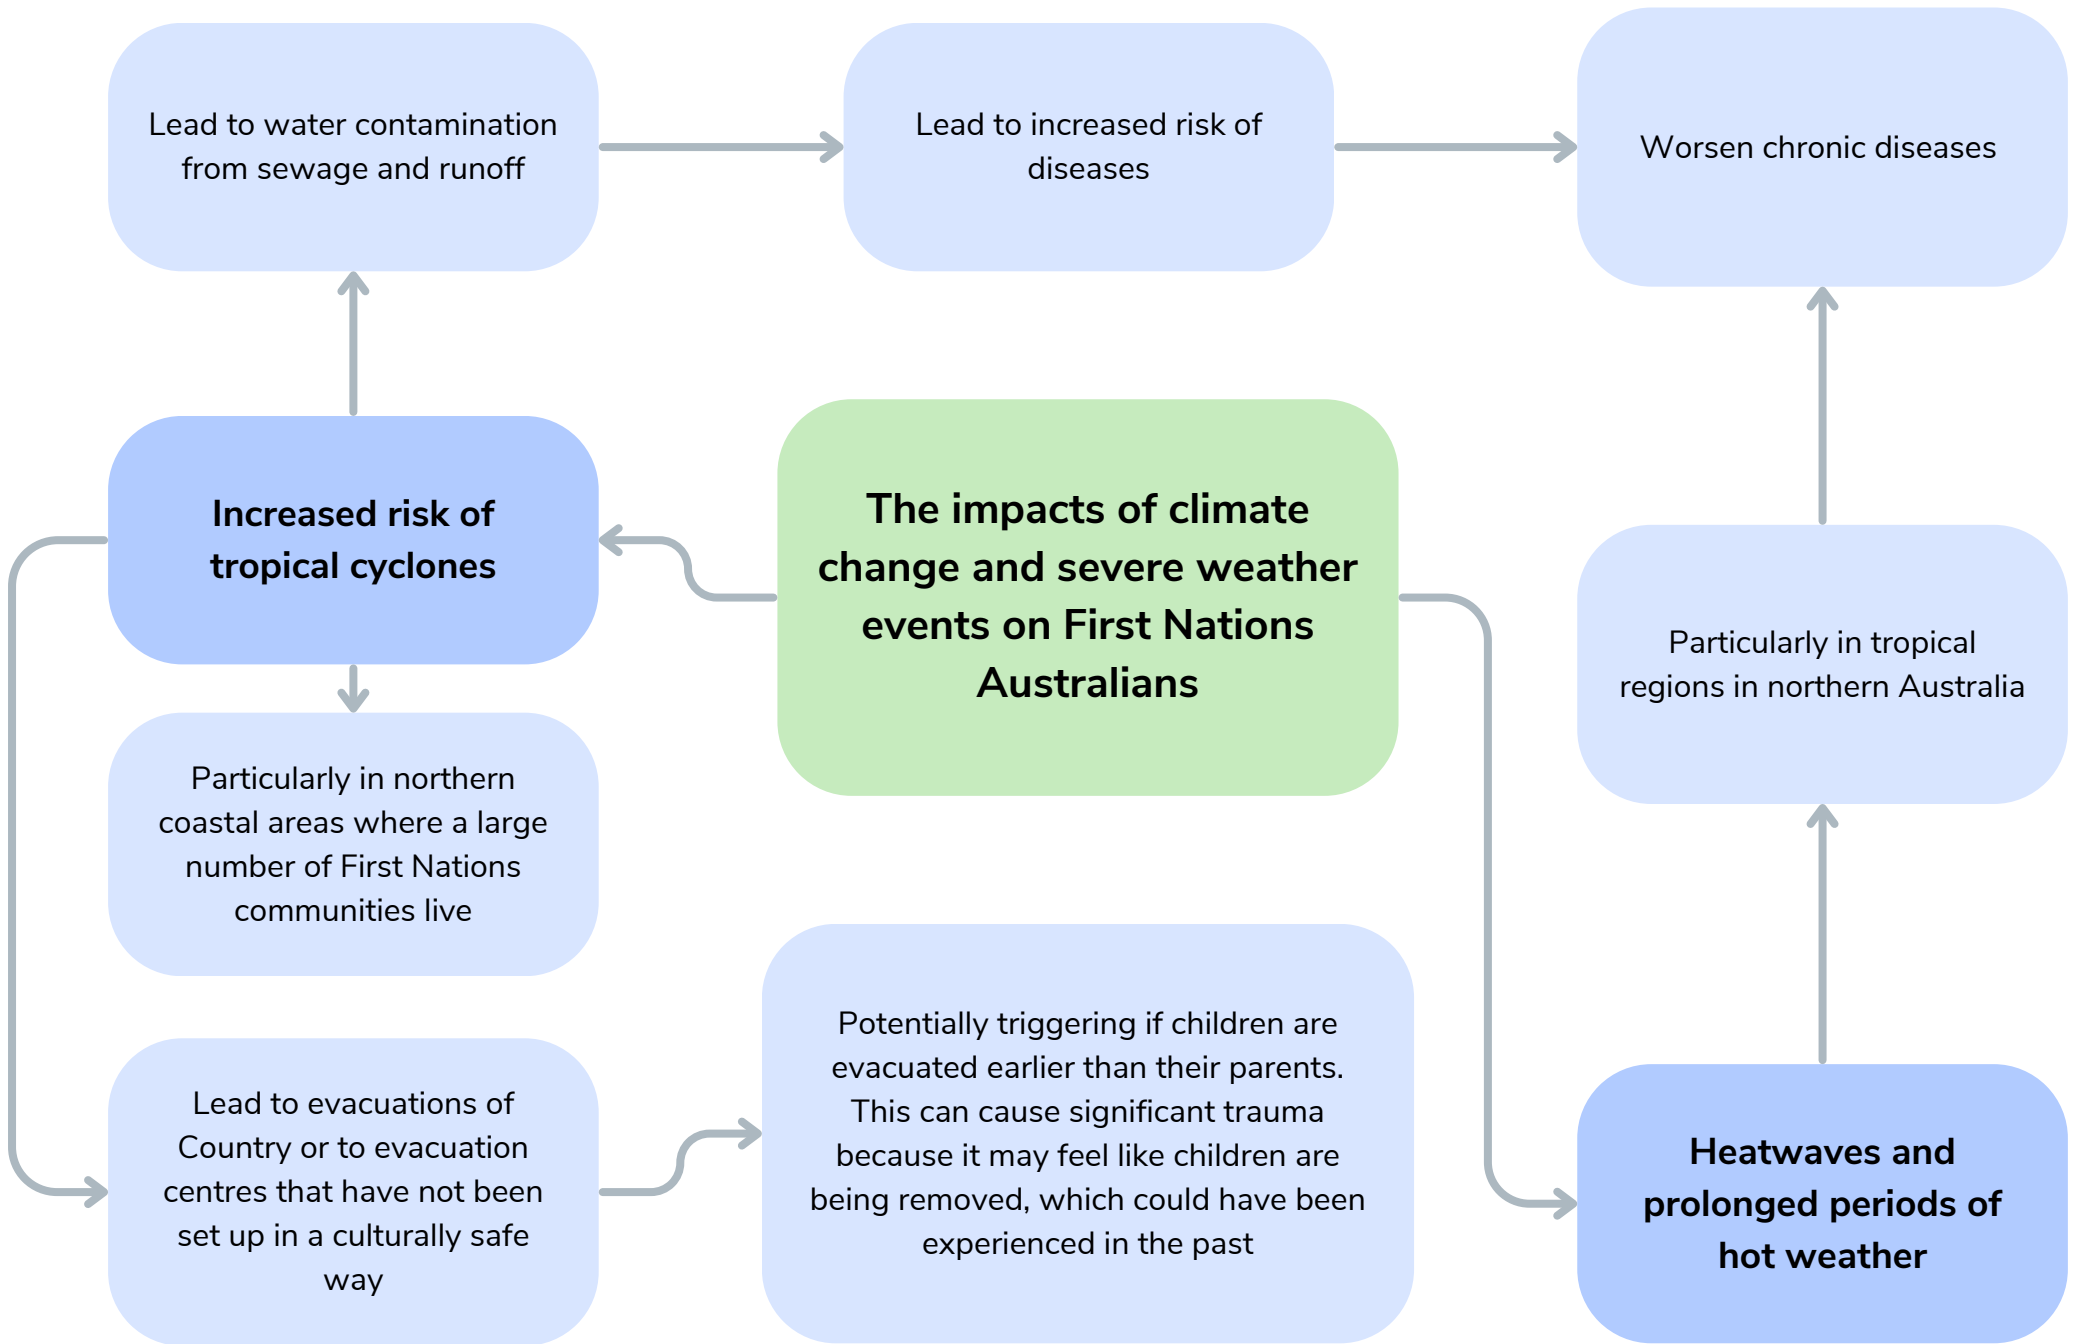 Lead to water contamination
from sewage and runoff
Lead to increased risk of
diseases
Worsen chronic diseases
Increased risk of
tropical cyclones
The impacts of climate
change and severe weather
events on First Nations
Australians
Particularly in tropical
regions in northern Australia
Particularly in northern
coastal areas where a large
number of First Nations
communities live
Lead to evacuations of
Country or to evacuation
centres that have not been
set up in a culturally safe
way
Potentially triggering if children are
evacuated earlier than their parents.
This can cause significant trauma
because it may feel like children are
being removed, which could have been
experienced in the past
Heatwaves and
prolonged periods of
hot weather